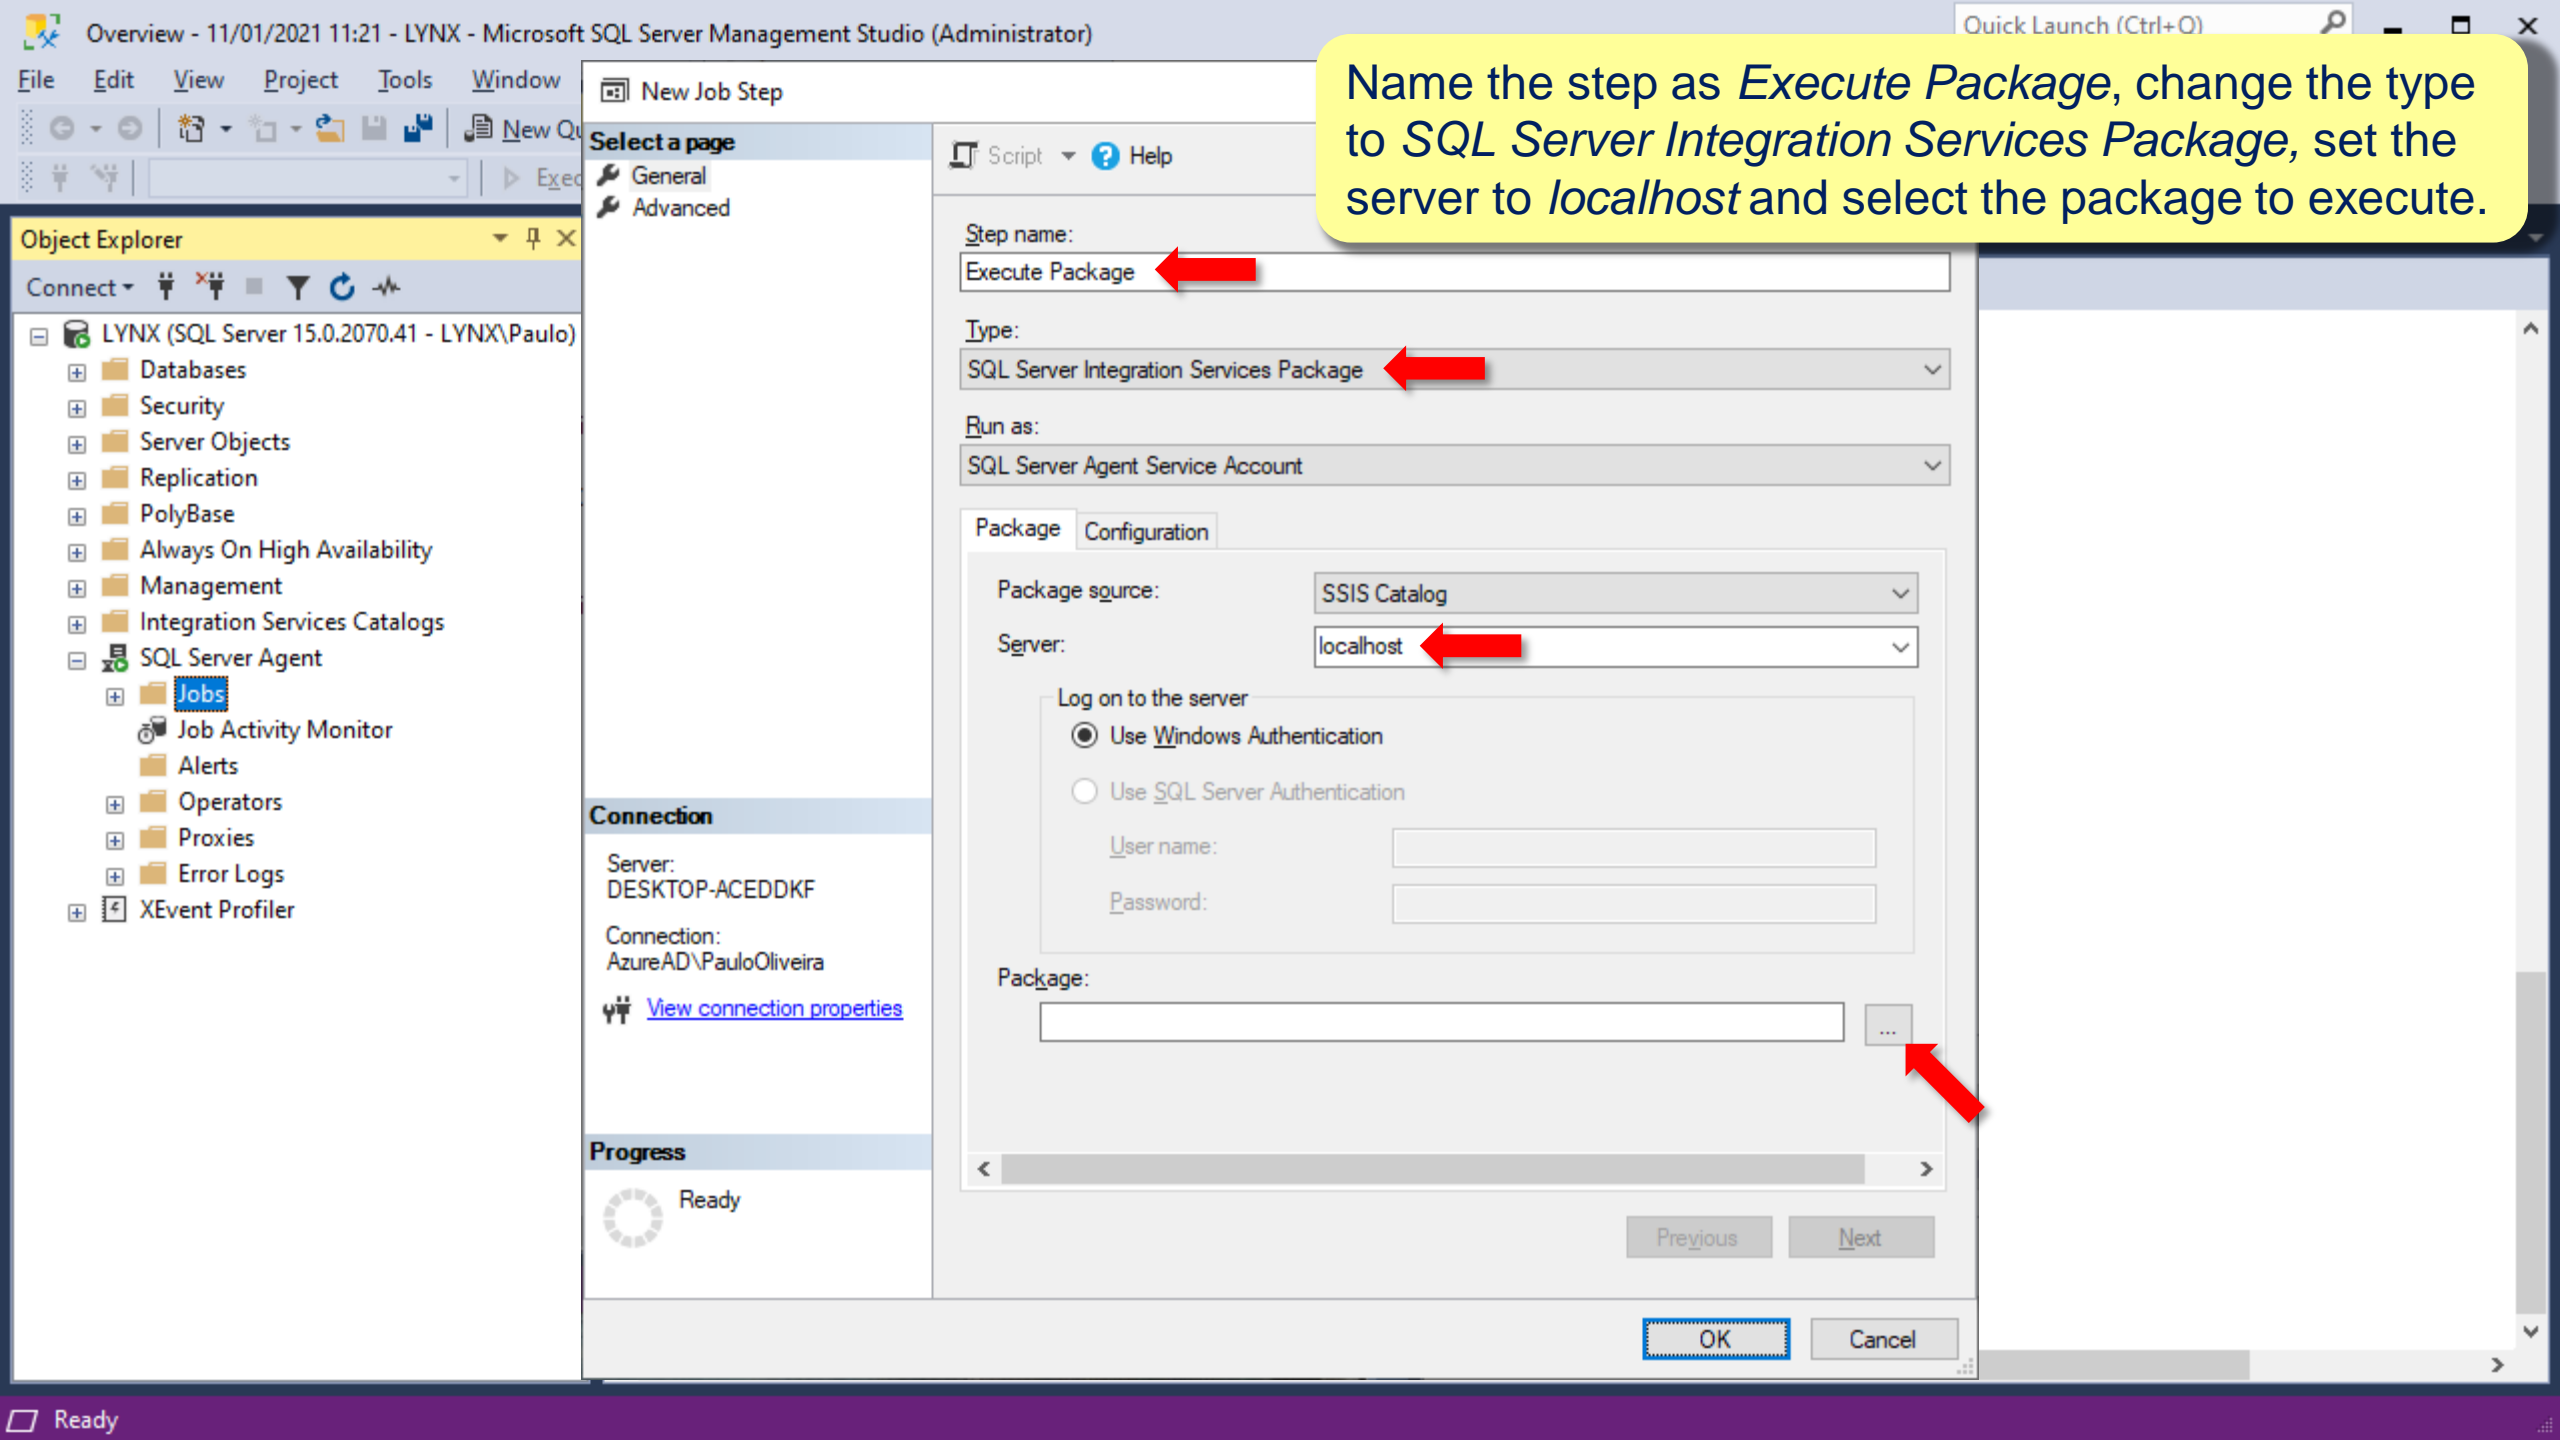 Overview - 11/01/2021 11:21 - LYNX - Microsoft SQL Server Management Studio (Administrator)
Quick Launch (Ctrl+Q)
File Edit View Project Tools Window
New Qu
Exec
Name the step as Execute Package, change the type
to SQL Server Integration Services Package, set the
server to localhost and select the package to execute.
Object Explorer
Connect
LYNX (SQL Server 15.0.2070.41 - LYNX\Paulo)
Databases
Security
Server Objects
Replication
PolyBase
Always On High Availability
Management
Integration Services Catalogs
SQL Server Agent
Jobs
Job Activity Monitor
Alerts
Operators
Proxies
Error Logs
XEvent Profiler
New Job Step
Select a page
General
Advanced
Connection
Server:
DESKTOP-ACEDDKF
Connection:
AzureAD\PauloOliveira
View connection properties
Progress
Ready
Script Help
Step name:
Execute Package
Type:
SQL Server Integration Services Package
Run as:
SQL Server Agent Service Account
Package Configuration
Package source: SSIS Catalog
Server: localhost
Log on to the server
Use Windows Authentication
Use SQL Server Authentication
User name:
Password:
Package:
...
Previous Next
OK Cancel
Ready